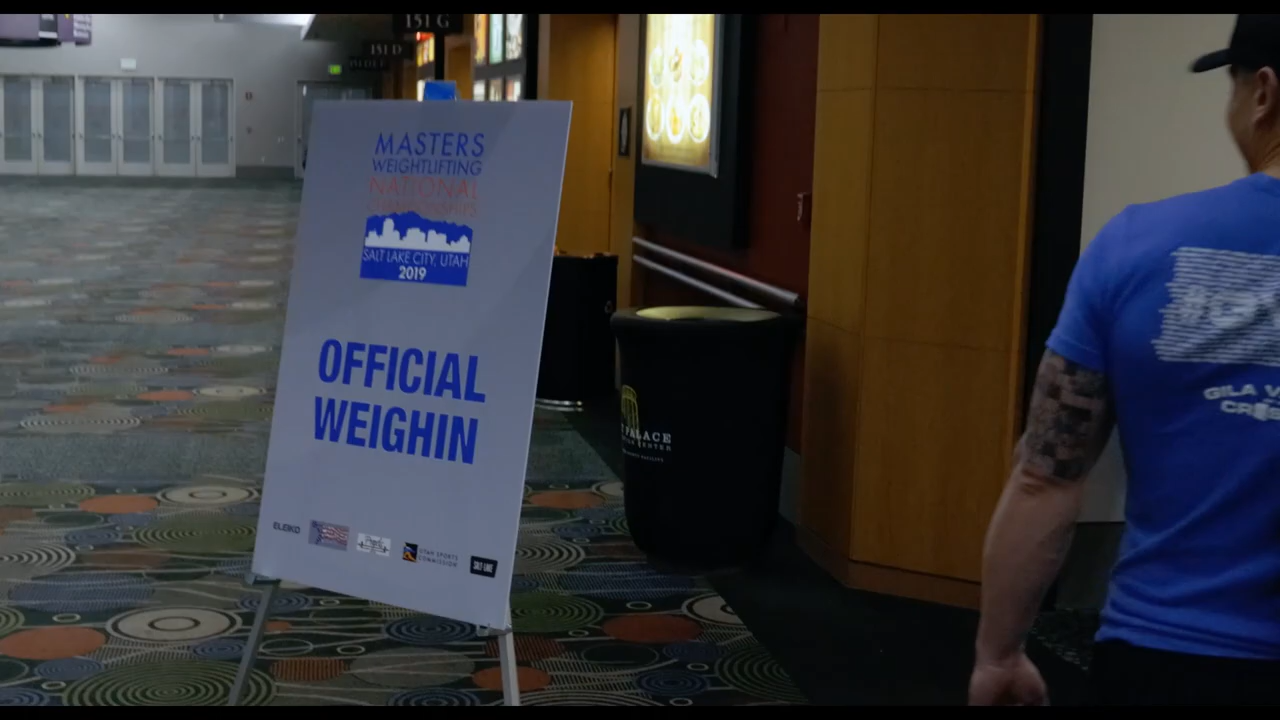 151 G
151 D
MASTERS
WEIGHTLIFTING
NATIONAL
CHAMPIONSHIPS
SALT LAKE CITY, UTAH
2019
OFFICIAL
WEIGHIN
ELEIKO
UTAH SPORTS
COMMISSION
SALT LAKE
PALACE
GILA